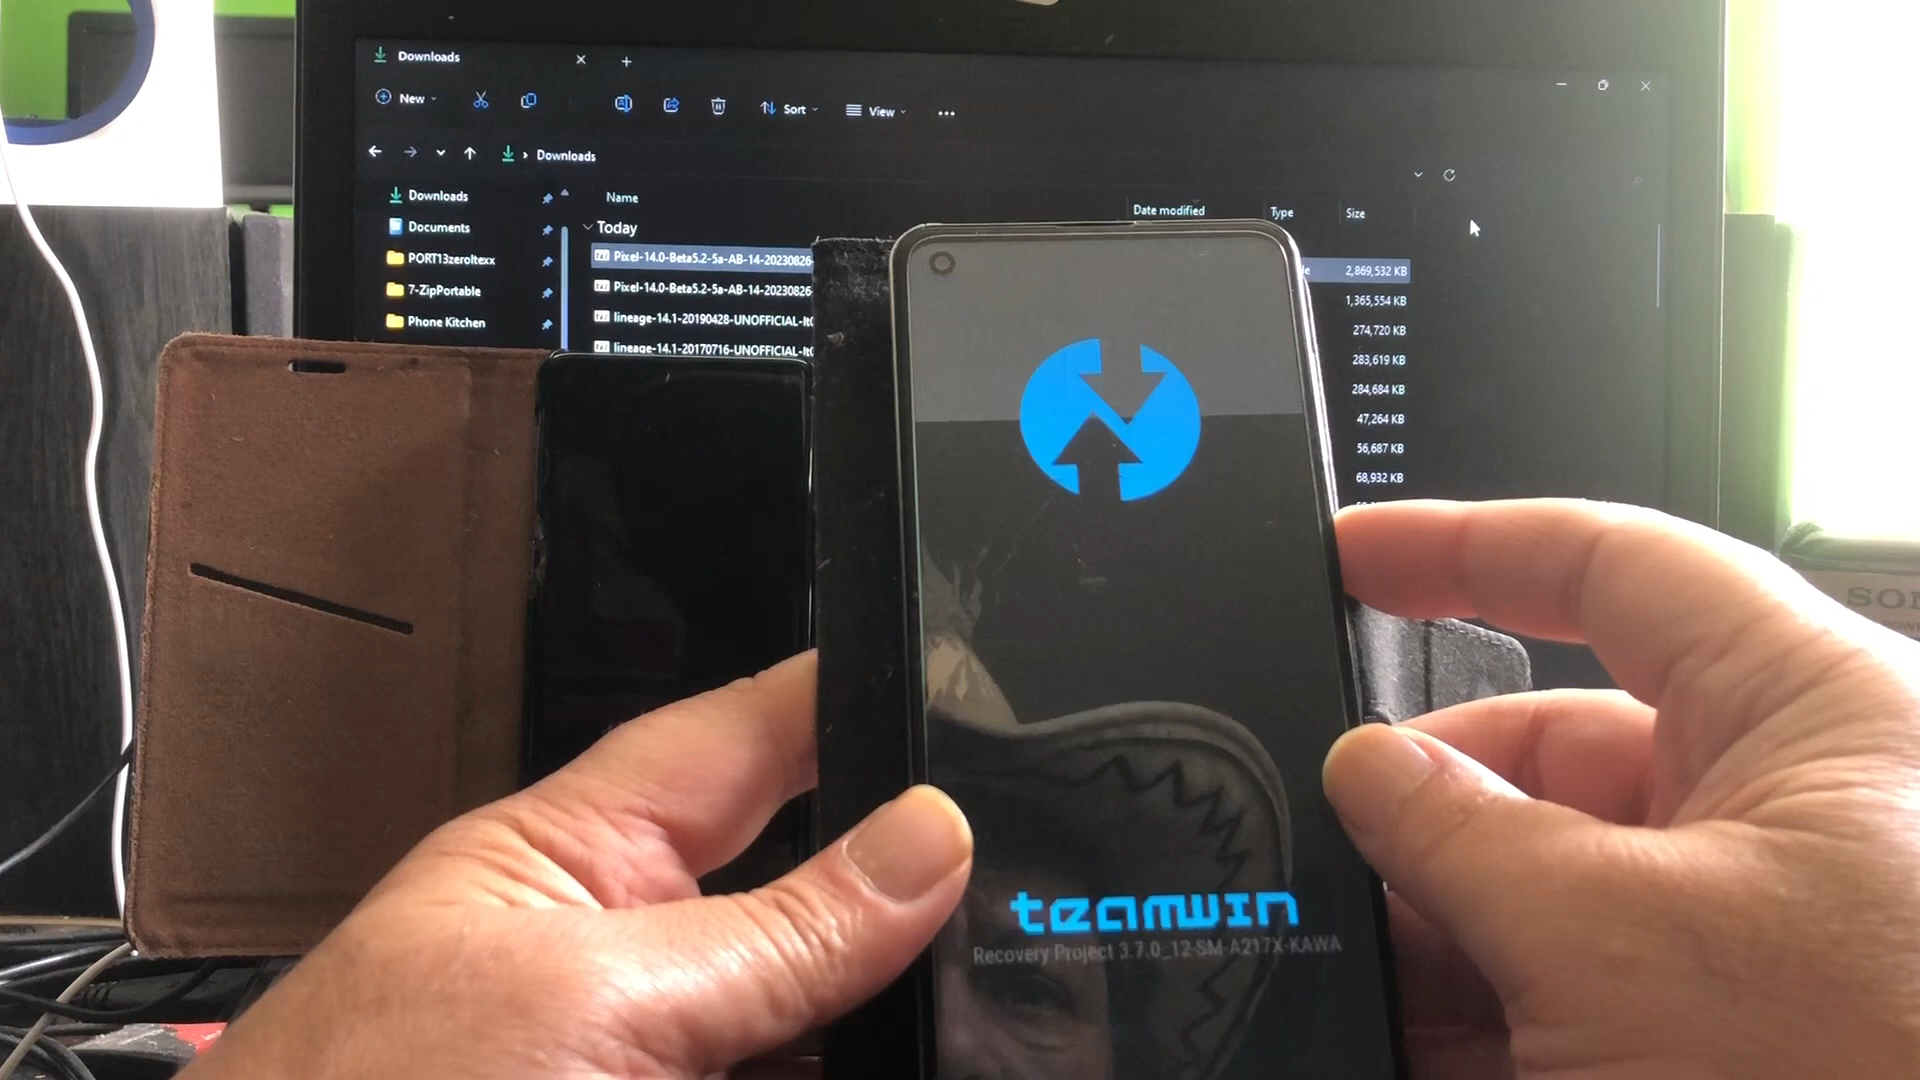 Downloads
New
Sort
View
Downloads
Downloads
Documents
PORT13zeroltexx
7-ZipPortable
Phone Kitchen
Name
Date modified
Type
Size
Today
Pixel-14.0-Beta5.2-5a-AB-14-20230826-
2,869,532 KB
Pixel-14.0-Beta5.2-5a-AB-14-20230826-
1,365,554 KB
lineage-14.1-20190428-UNOFFICIAL-lt0
274,720 KB
lineage-14.1-20170716-UNOFFICIAL-lt0
283,619 KB
284,684 KB
47,264 KB
56,687 KB
68,932 KB
teamwin
Recovery Project 3.7.0_12-SM-A217X-KAWA
SON